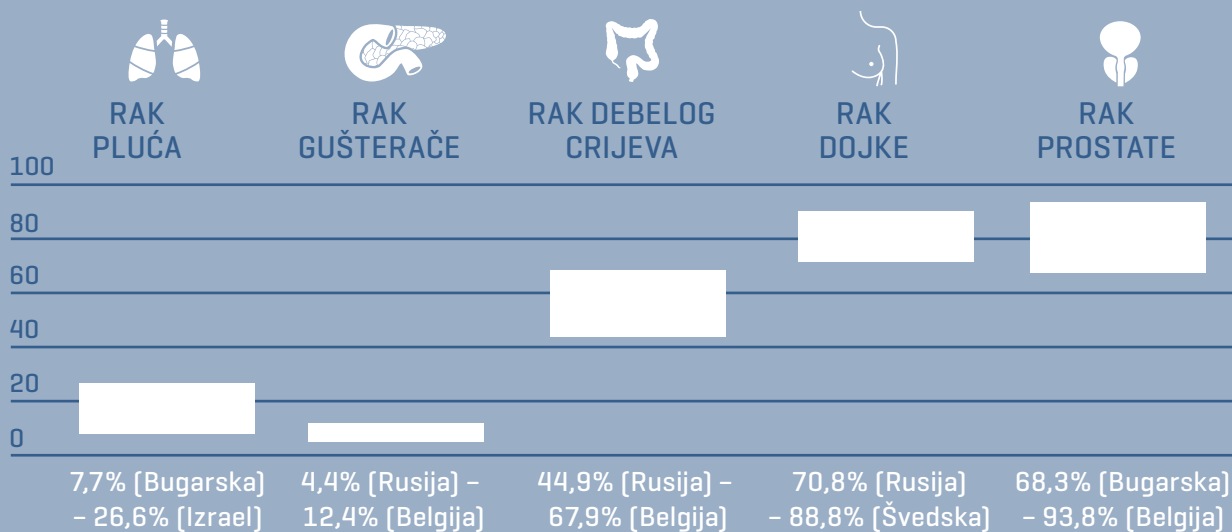 RAK
PLUĆA
RAK
GUŠTERAČE
RAK DEBELOG
CRIJEVA
RAK
DOJKE
RAK
PROSTATE
100
80
60
40
20
0
7,7% (Bugarska)
– 26,6% (Izrael)
4,4% (Rusija) –
12,4% (Belgija)
44,9% (Rusija) –
67,9% (Belgija)
70,8% (Rusija)
– 88,8% (Švedska)
68,3% (Bugarska)
– 93,8% (Belgija)